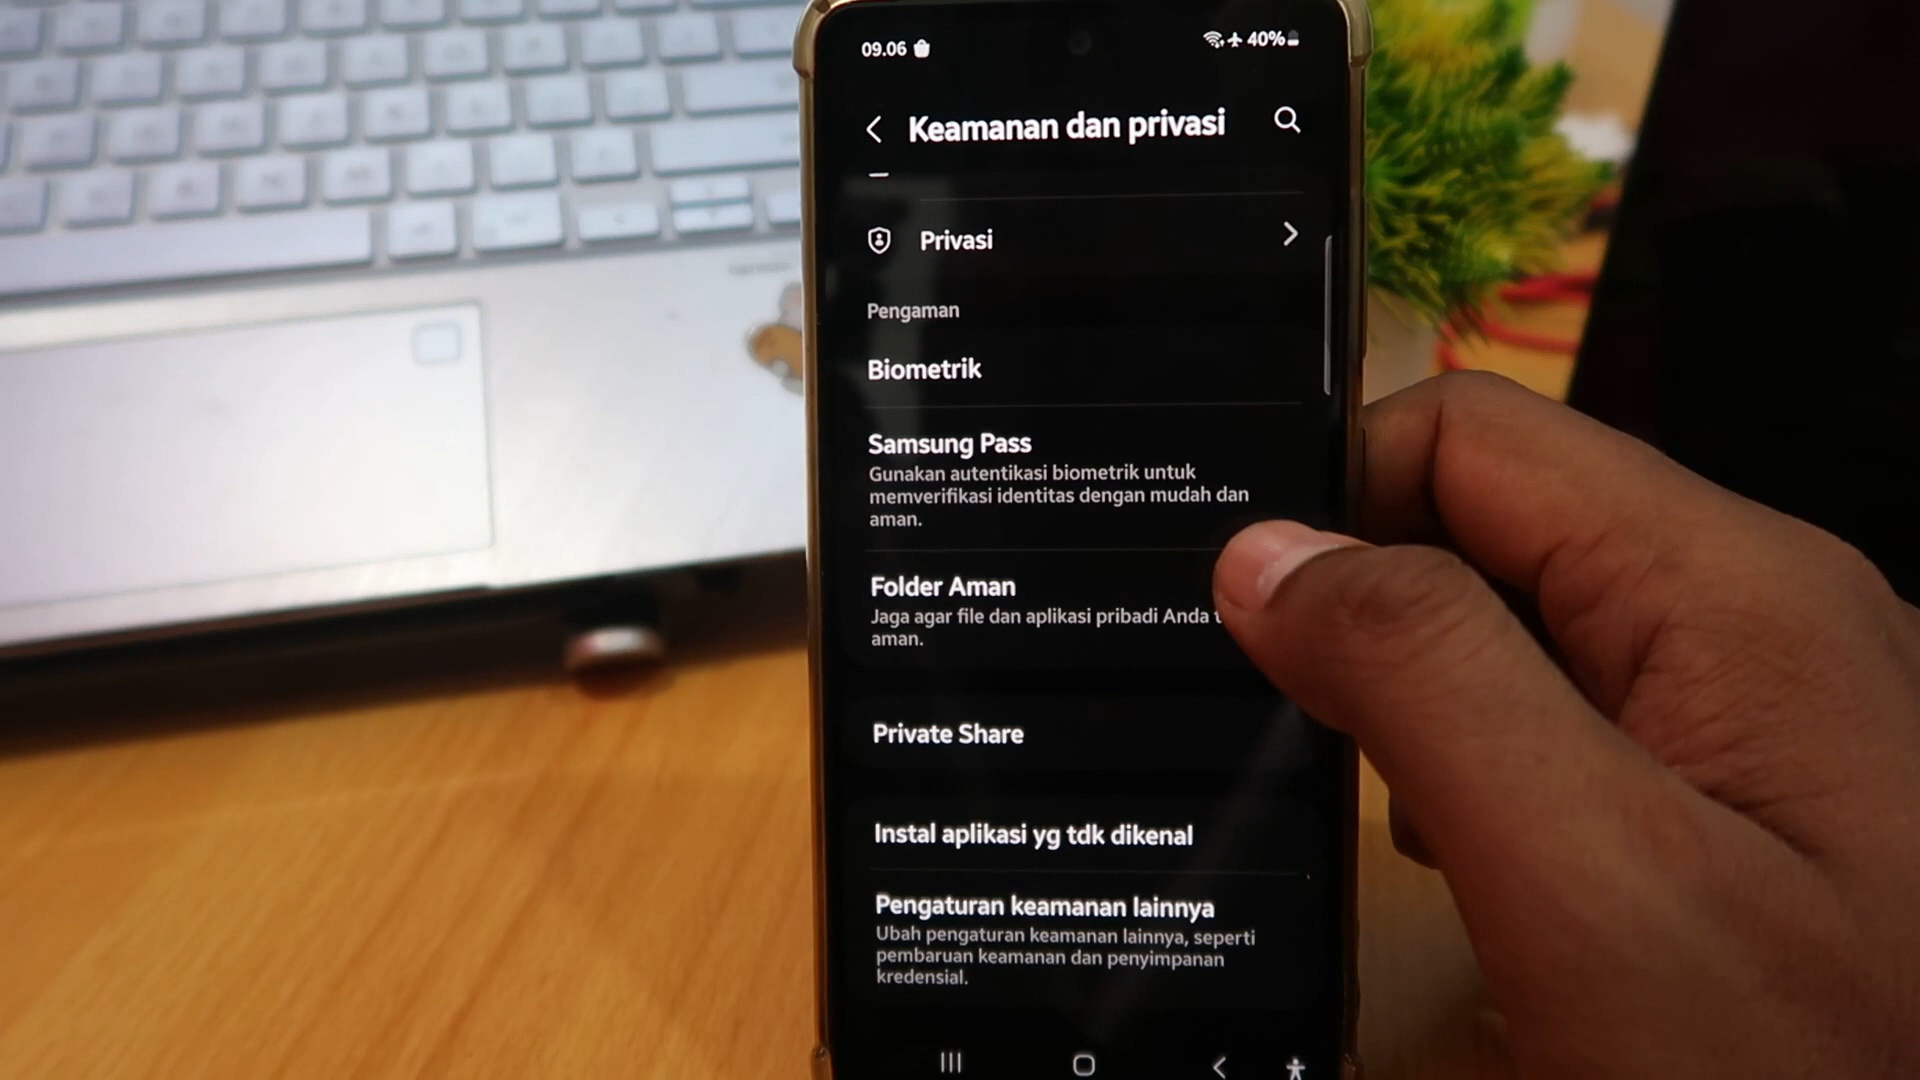 09.06
40%
Keamanan dan privasi
Privasi
Pengaman
Biometrik
Samsung Pass
Gunakan autentikasi biometrik untuk
memverifikasi identitas dengan mudah dan
aman.
Folder Aman
Jaga agar file dan aplikasi pribadi Anda t
aman.
Private Share
Instal aplikasi yg tdk dikenal
Pengaturan keamanan lainnya
Ubah pengaturan keamanan lainnya, seperti
pembaruan keamanan dan penyimpanan
kredensial.